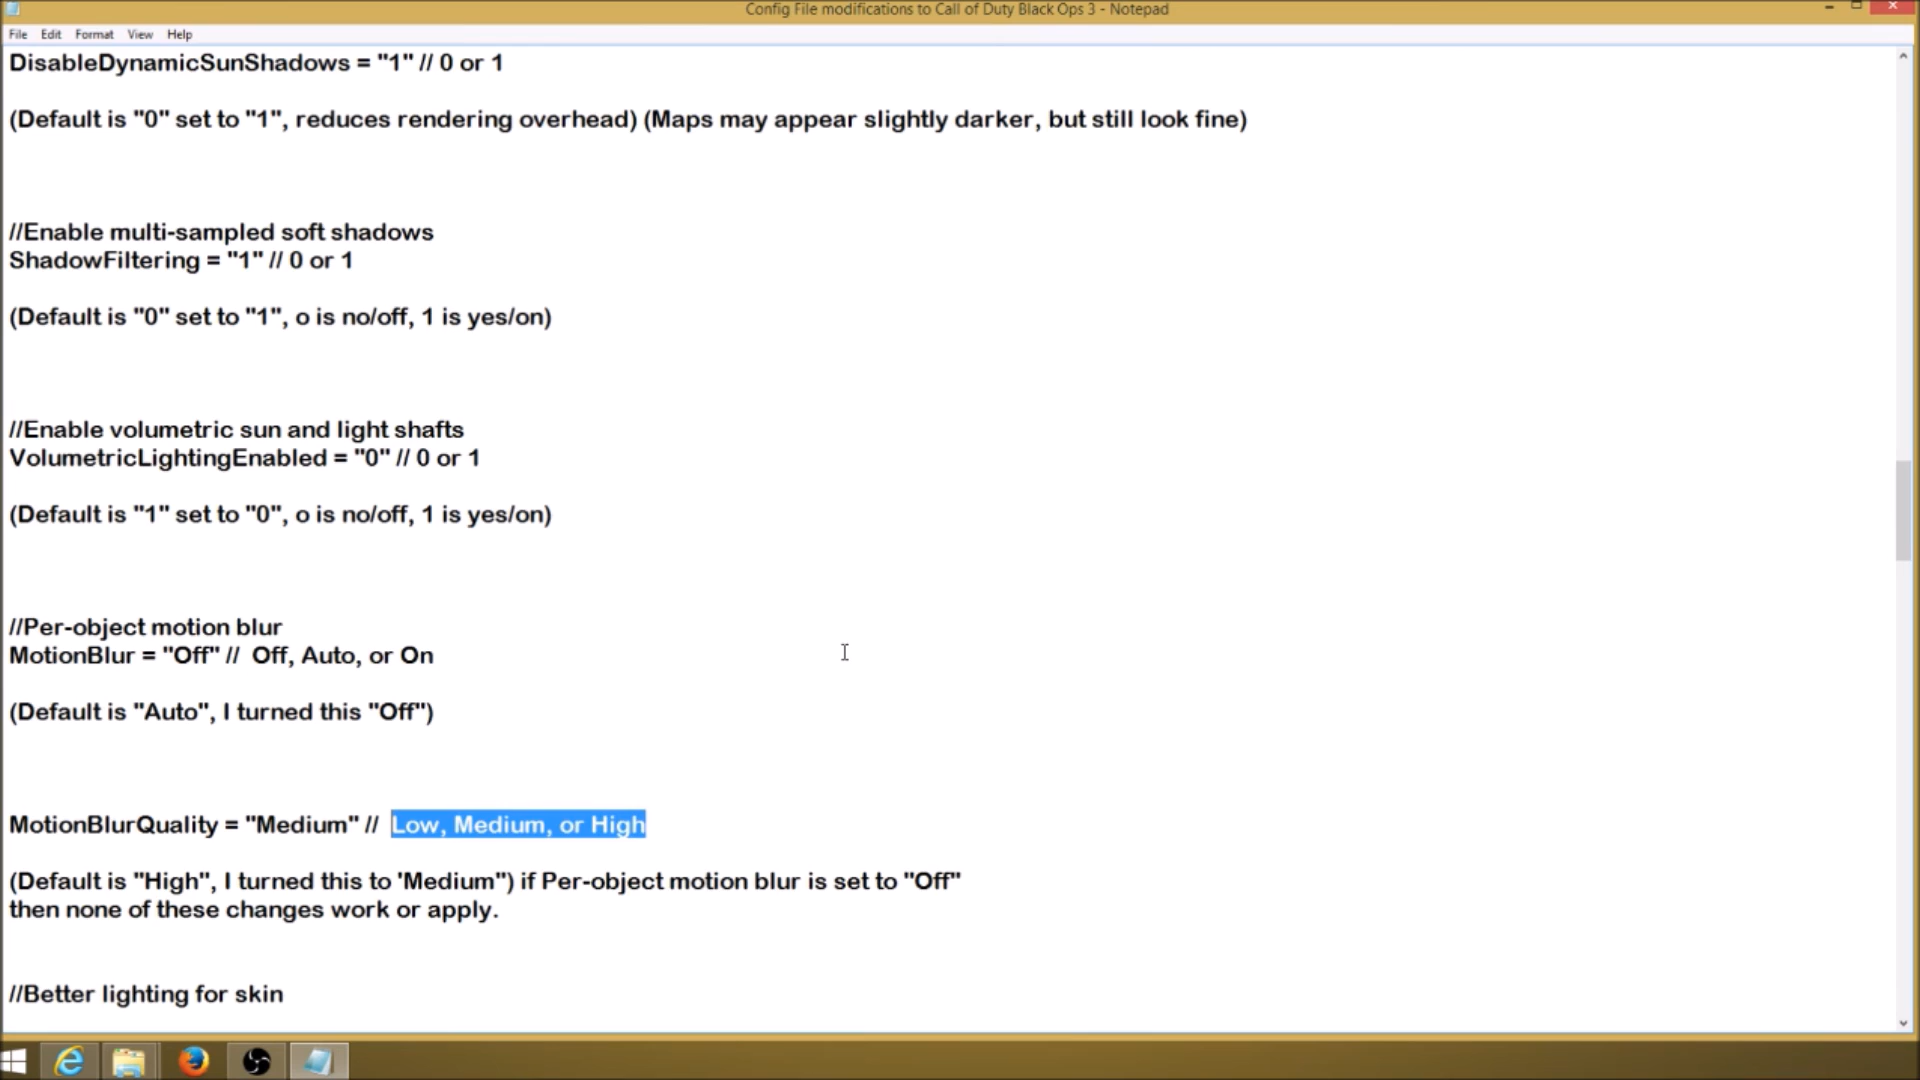 Config File modifications to Call of Duty Black Ops 3 - Notepad
File Edit Format View Help
DisableDynamicSunShadows = "1" // 0 or 1
(Default is "0" set to "1", reduces rendering overhead) (Maps may appear slightly darker, but still look fine)
//Enable multi-sampled soft shadows
ShadowFiltering = "1" // 0 or 1
(Default is "0" set to "1", o is no/off, 1 is yes/on)
//Enable volumetric sun and light shafts
VolumetricLightingEnabled = "0" // 0 or 1
(Default is "1" set to "0", o is no/off, 1 is yes/on)
//Per-object motion blur
MotionBlur = "Off" //  Off, Auto, or On
(Default is "Auto", I turned this "Off")
MotionBlurQuality = "Medium" //  Low, Medium, or High
(Default is "High", I turned this to 'Medium") if Per-object motion blur is set to "Off"
then none of these changes work or apply.
//Better lighting for skin